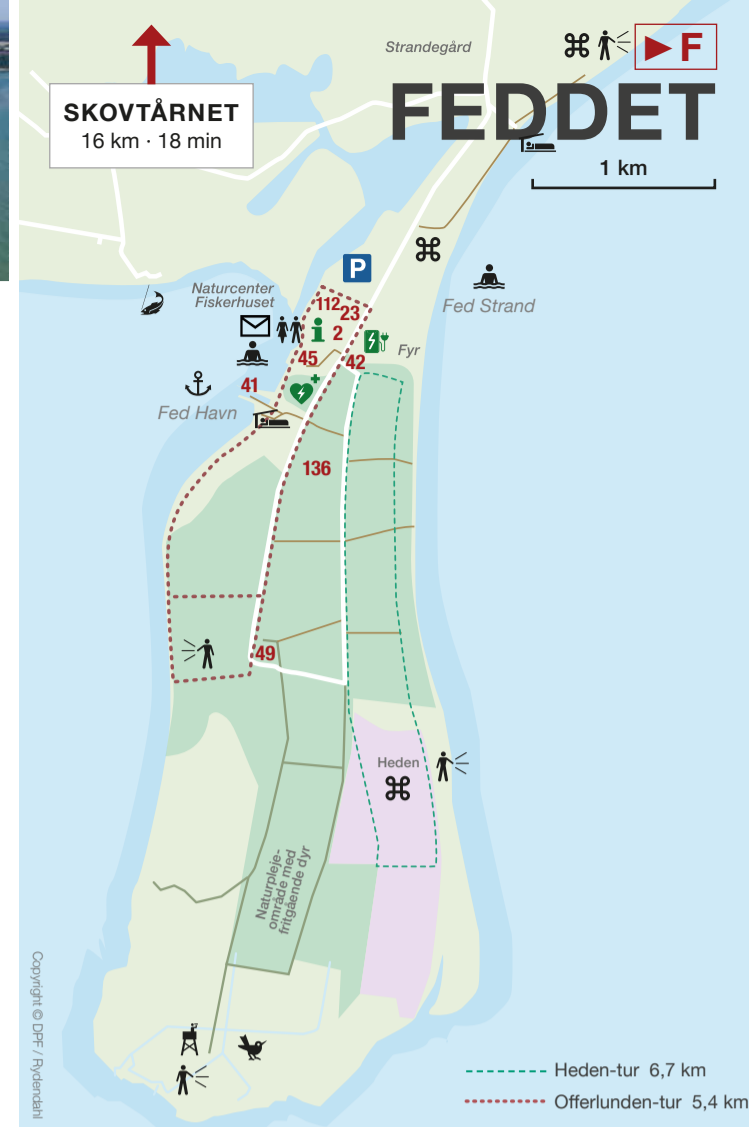 Strandegård
F
SKOVTÅRNET
16 km · 18 min
FEDDET
1 km
P
Naturcenter
Fiskerhuset
Fed Strand
112
23
2
45
42
Fyr
41
Fed Havn
136
49
Heden
Naturpleje-
område med
fritgående dyr
Copyright © DPF / Rydendahl
Heden-tur 6,7 km
Offerlunden-tur 5,4 km